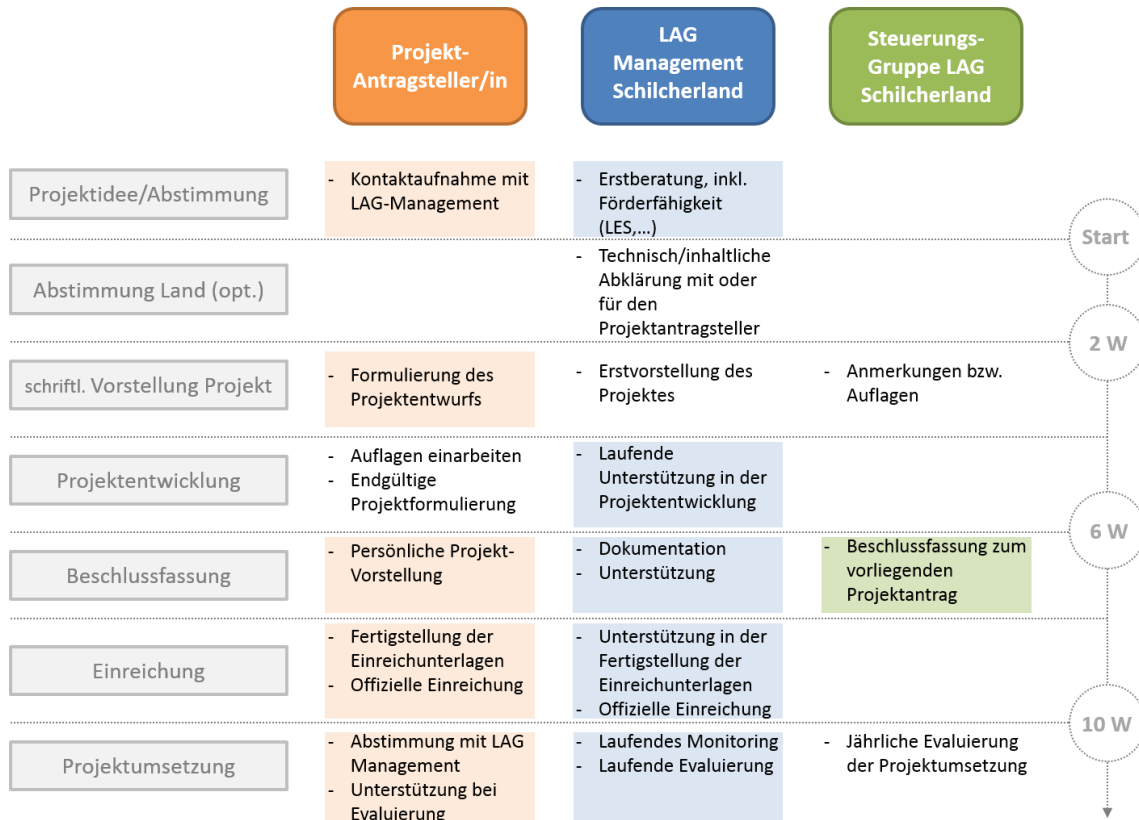 Projekt-
Antragsteller/in
LAG
Management
Schilcherland
Steuerungs-
Gruppe LAG
Schilcherland
Projektidee/Abstimmung
- Kontaktaufnahme mit
LAG-Management
- Erstberatung, inkl.
Förderfähigkeit
(LES,...)
Start
Abstimmung Land (opt.)
- Technisch/inhaltliche
Abklärung mit oder
für den
Projektantragsteller
2 W
schriftl. Vorstellung Projekt
- Formulierung des
Projektentwurfs
- Erstvorstellung des
Projektes
- Anmerkungen bzw.
Auflagen
Projektentwicklung
- Auflagen einarbeiten
- Endgültige
Projektformulierung
- Laufende
Unterstützung in der
Projektentwicklung
6 W
Beschlussfassung
- Persönliche Projekt-
Vorstellung
- Dokumentation
- Unterstützung
- Beschlussfassung zum
vorliegenden
Projektantrag
Einreichung
- Fertigstellung der
Einreichunterlagen
- Offizielle Einreichung
- Unterstützung in der
Fertigstellung der
Einreichunterlagen
- Offizielle Einreichung
10 W
Projektumsetzung
- Abstimmung mit LAG
Management
- Unterstützung bei
Evaluierung
- Laufendes Monitoring
- Laufende Evaluierung
- Jährliche Evaluierung
der Projektumsetzung